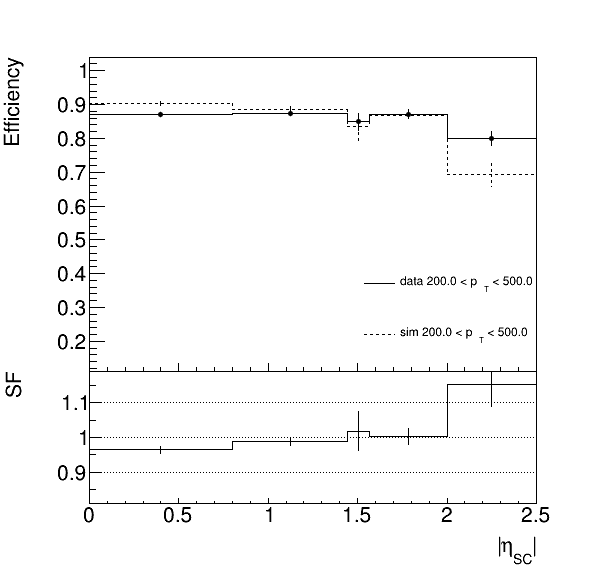 Efficiency
1
0.9
0.8
0.7
0.6
0.5
0.4
0.3
0.2
data 200.0 < p_T < 500.0
sim 200.0 < p_T < 500.0
SF
1.1
1
0.9
0 0.5 1 1.5 2 2.5
|η_SC|